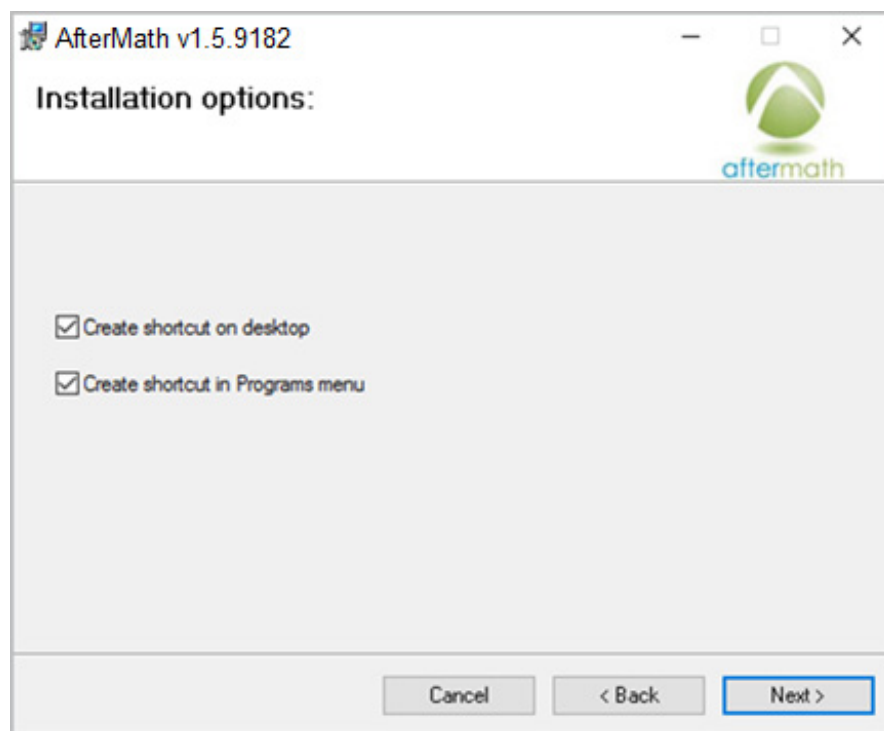 AfterMath v1.5.9182
Installation options:
aftermath
Create shortcut on desktop
Create shortcut in Programs menu
Cancel
< Back
Next >